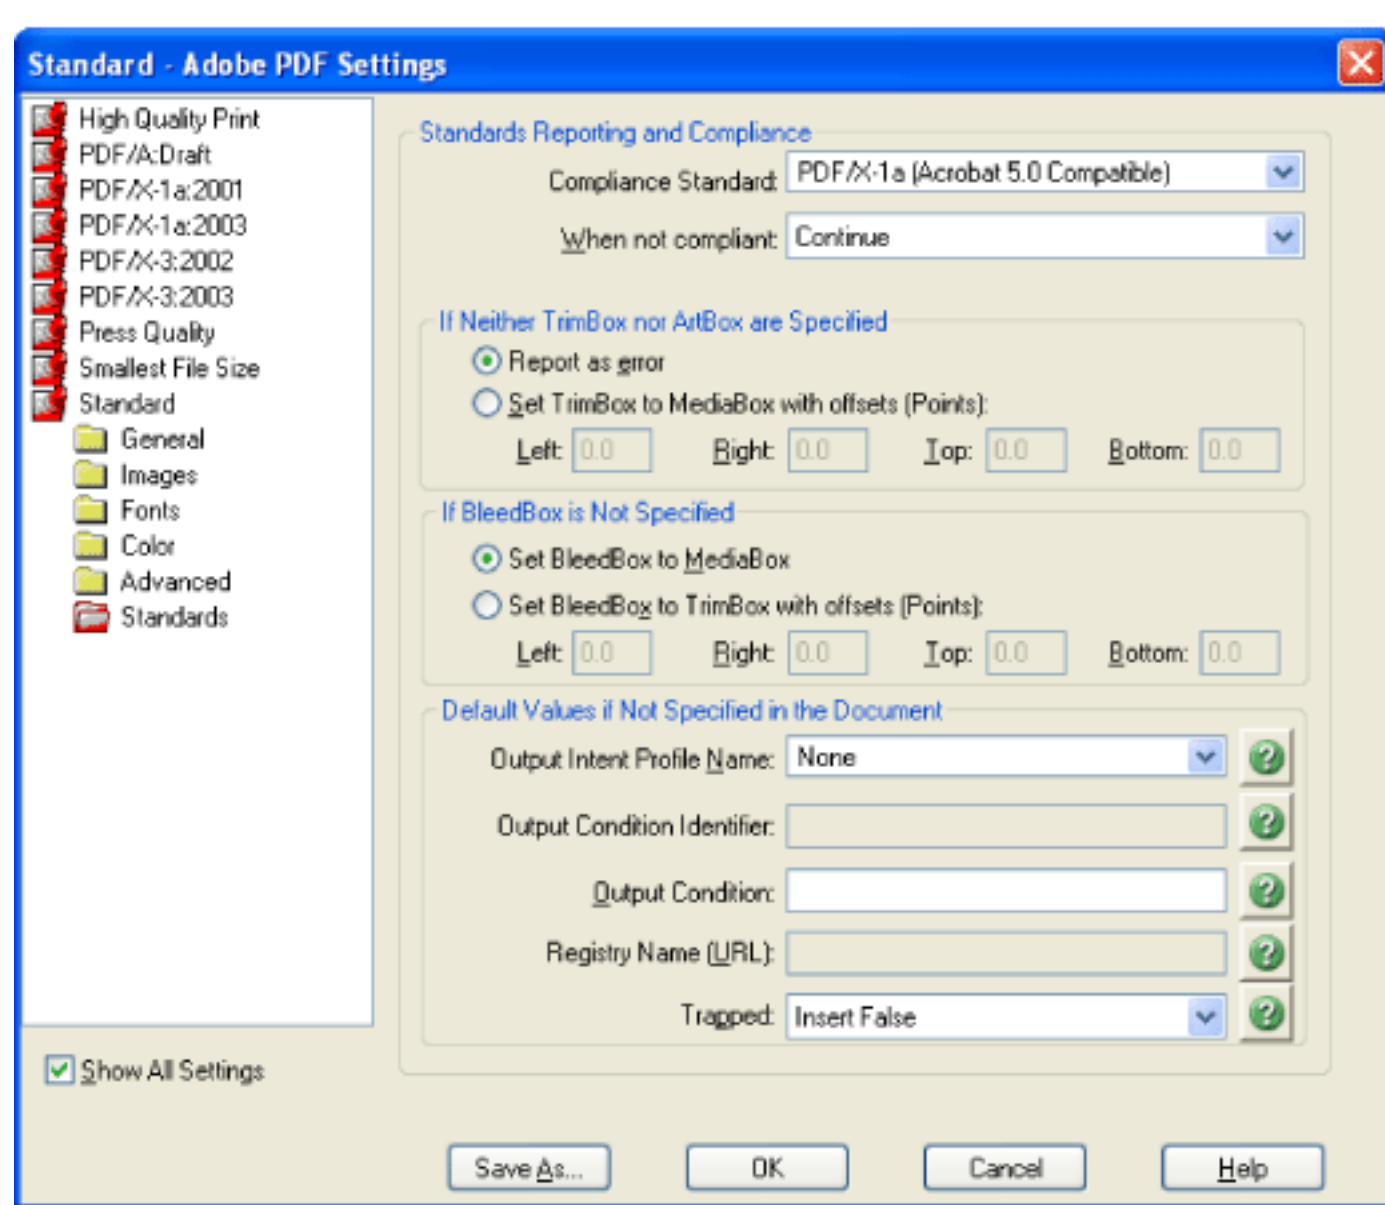 Standard - Adobe PDF Settings
High Quality Print
PDF/A:Draft
PDF/X-1a:2001
PDF/X-1a:2003
PDF/X-3:2002
PDF/X-3:2003
Press Quality
Smallest File Size
Standard
General
Images
Fonts
Color
Advanced
Standards
Show All Settings
Standards Reporting and Compliance
Compliance Standard: PDF/X-1a (Acrobat 5.0 Compatible)
When not compliant: Continue
If Neither TrimBox nor ArtBox are Specified
Report as error
Set TrimBox to MediaBox with offsets (Points):
Left: 0.0 Right: 0.0 Top: 0.0 Bottom: 0.0
If BleedBox is Not Specified
Set BleedBox to MediaBox
Set BleedBox to TrimBox with offsets (Points):
Left: 0.0 Right: 0.0 Top: 0.0 Bottom: 0.0
Default Values if Not Specified in the Document
Output Intent Profile Name: None ?
Output Condition Identifier: ?
Output Condition: ?
Registry Name (URL): ?
Trapped: Insert False ?
Save As... OK Cancel Help